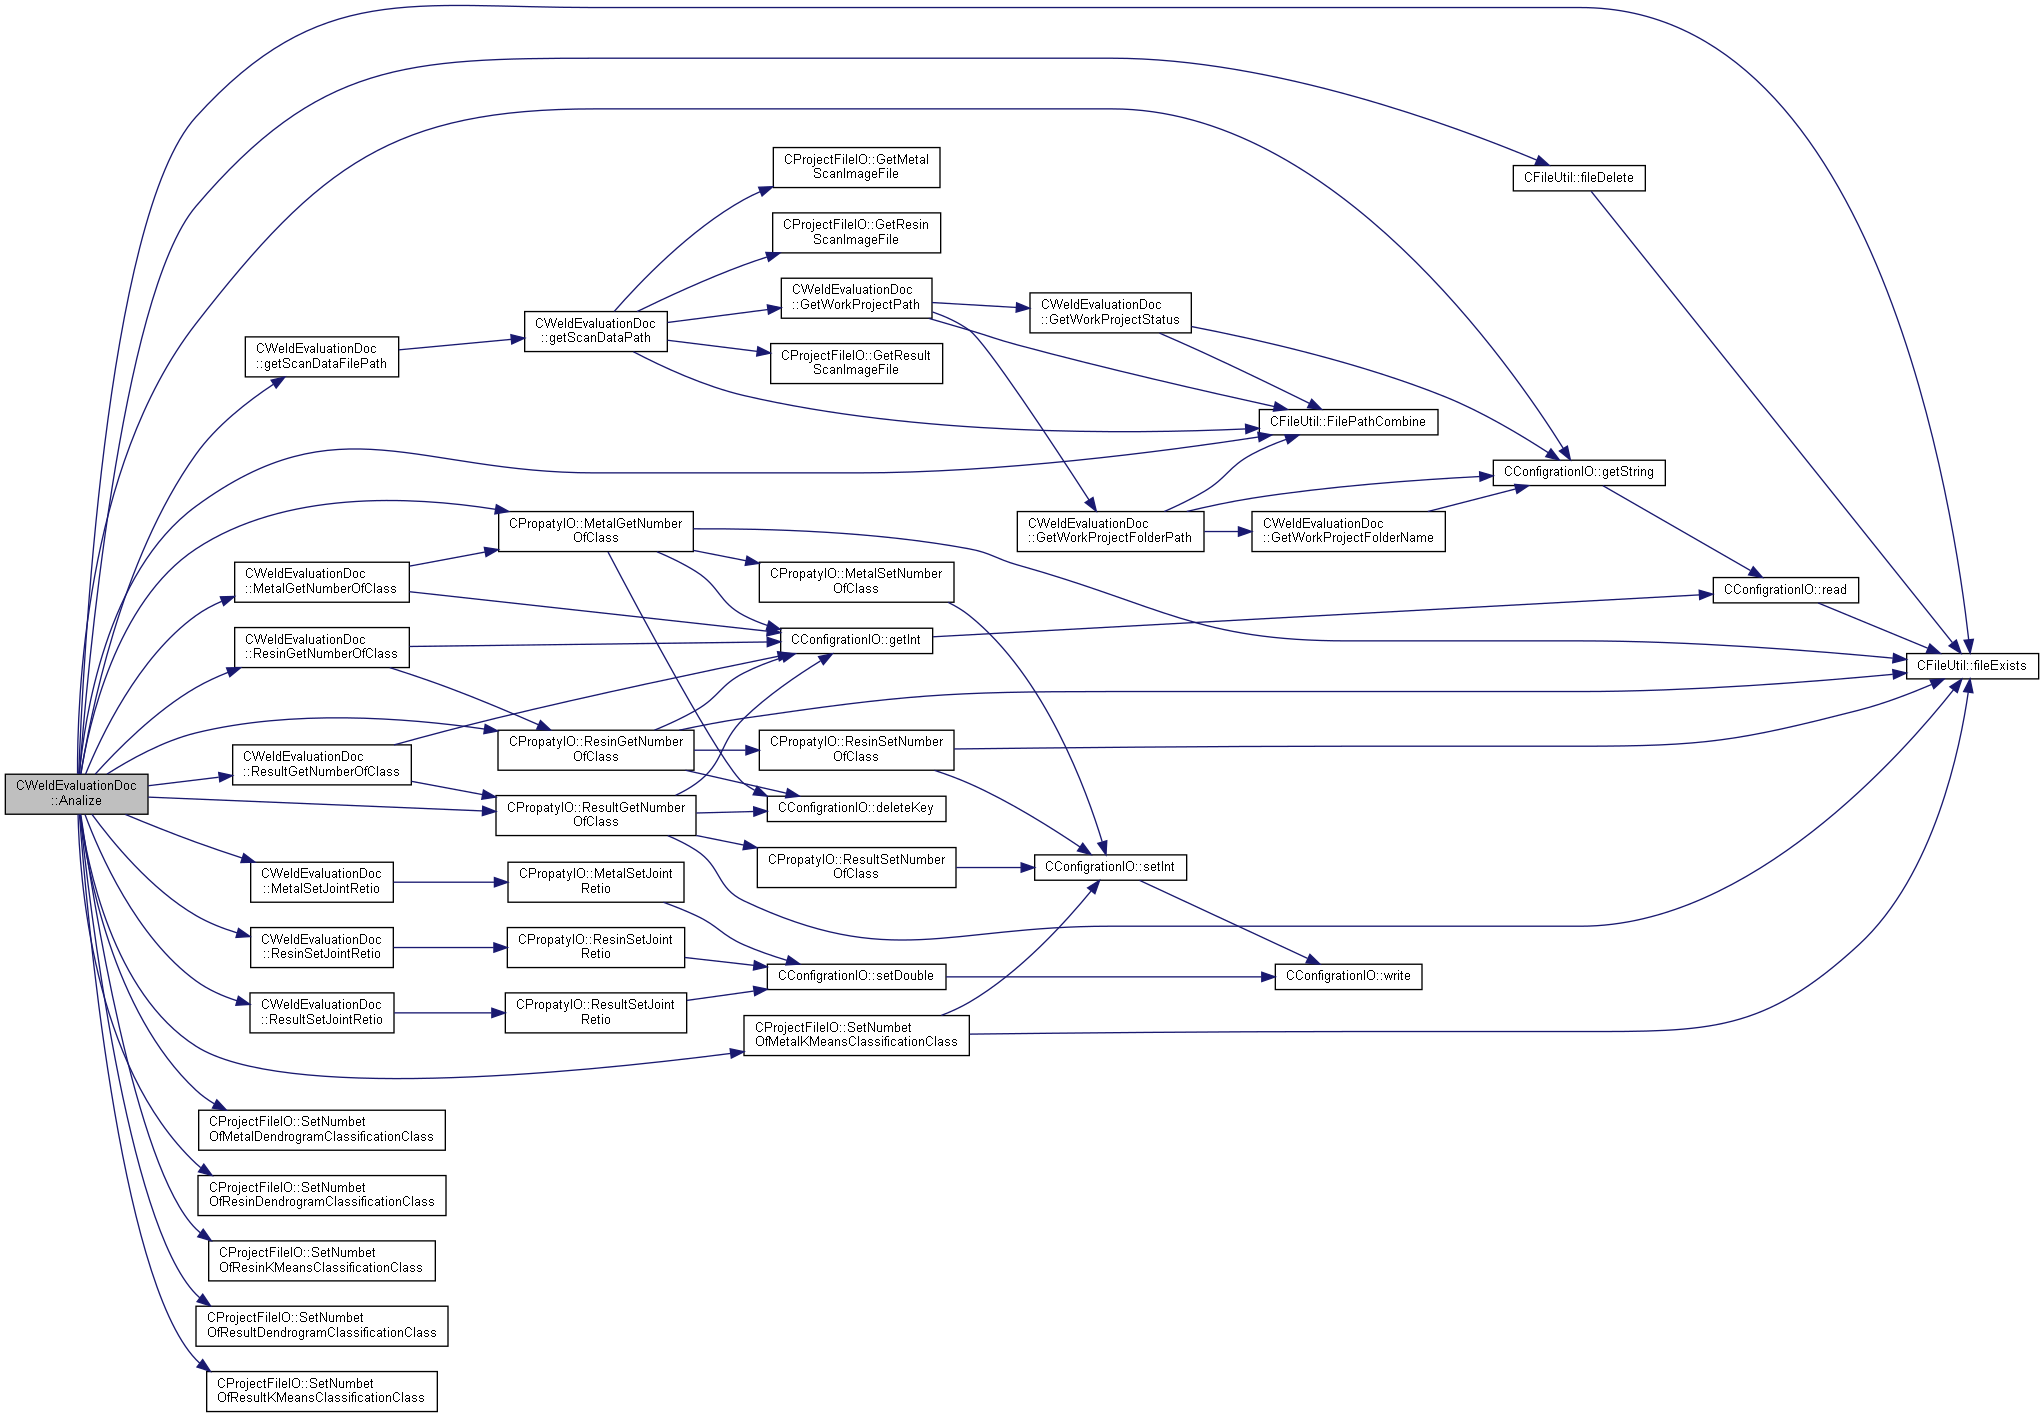 CProjectFileIO::GetMetal
ScanImageFile
CFileUtil::fileDelete
CProjectFileIO::GetResin
ScanImageFile
CWeldEvaluationDoc
::GetWorkProjectPath
CWeldEvaluationDoc
::GetWorkProjectStatus
CWeldEvaluationDoc
::getScanDataPath
CWeldEvaluationDoc
::getScanDataFilePath
CProjectFileIO::GetResult
ScanImageFile
CFileUtil::FilePathCombine
CConfigrationIO::getString
CPropatyIO::MetalGetNumber
OfClass
CWeldEvaluationDoc
::GetWorkProjectFolderPath
CWeldEvaluationDoc
::GetWorkProjectFolderName
CWeldEvaluationDoc
::MetalGetNumberOfClass
CPropatyIO::MetalSetNumber
OfClass
CConfigrationIO::read
CWeldEvaluationDoc
::ResinGetNumberOfClass
CConfigrationIO::getInt
CFileUtil::fileExists
CPropatyIO::ResinGetNumber
OfClass
CPropatyIO::ResinSetNumber
OfClass
CWeldEvaluationDoc
::ResultGetNumberOfClass
CWeldEvaluationDoc
::Analize
CPropatyIO::ResultGetNumber
OfClass
CConfigrationIO::deleteKey
CPropatyIO::ResultSetNumber
OfClass
CConfigrationIO::setInt
CWeldEvaluationDoc
::MetalSetJointRetio
CPropatyIO::MetalSetJoint
Retio
CWeldEvaluationDoc
::ResinSetJointRetio
CPropatyIO::ResinSetJoint
Retio
CConfigrationIO::setDouble
CConfigrationIO::write
CWeldEvaluationDoc
::ResultSetJointRetio
CPropatyIO::ResultSetJoint
Retio
CProjectFileIO::SetNumbet
OfMetalKMeansClassificationClass
CProjectFileIO::SetNumbet
OfMetalDendrogramClassificationClass
CProjectFileIO::SetNumbet
OfResinDendrogramClassificationClass
CProjectFileIO::SetNumbet
OfResinKMeansClassificationClass
CProjectFileIO::SetNumbet
OfResultDendrogramClassificationClass
CProjectFileIO::SetNumbet
OfResultKMeansClassificationClass